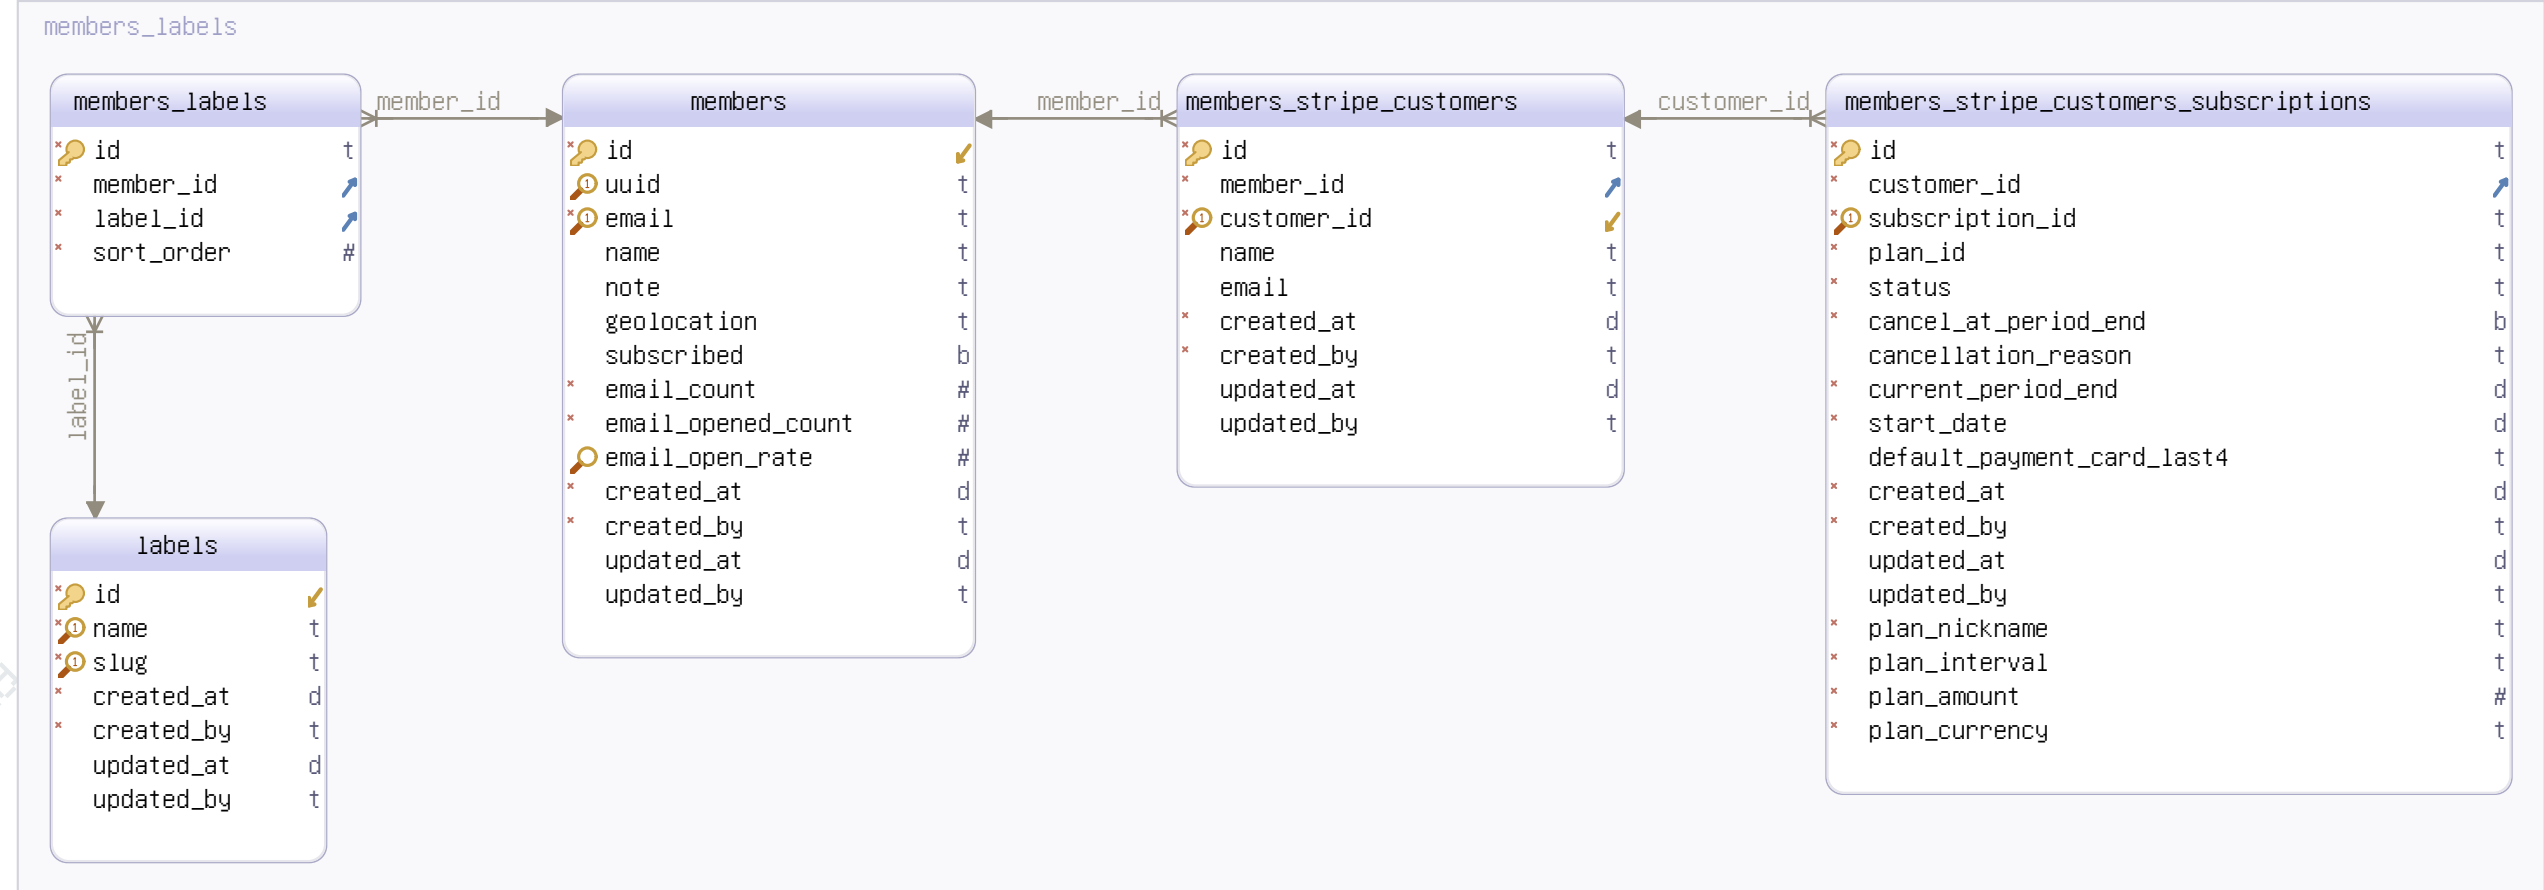 members_labels
members_labels
id t
member_id
label_id
sort_order #
member_id
label_id
labels
id
name t
slug t
created_at d
created_by t
updated_at d
updated_by t
members
id
uuid t
email t
name t
note t
geolocation t
subscribed b
email_count #
email_opened_count #
email_open_rate #
created_at d
created_by t
updated_at d
updated_by t
member_id
members_stripe_customers
id t
member_id
customer_id
name t
email t
created_at d
created_by t
updated_at d
updated_by t
customer_id
members_stripe_customers_subscriptions
id t
customer_id
subscription_id t
plan_id t
status t
cancel_at_period_end b
cancellation_reason t
current_period_end d
start_date d
default_payment_card_last4 t
created_at d
created_by t
updated_at d
updated_by t
plan_nickname t
plan_interval t
plan_amount #
plan_currency t